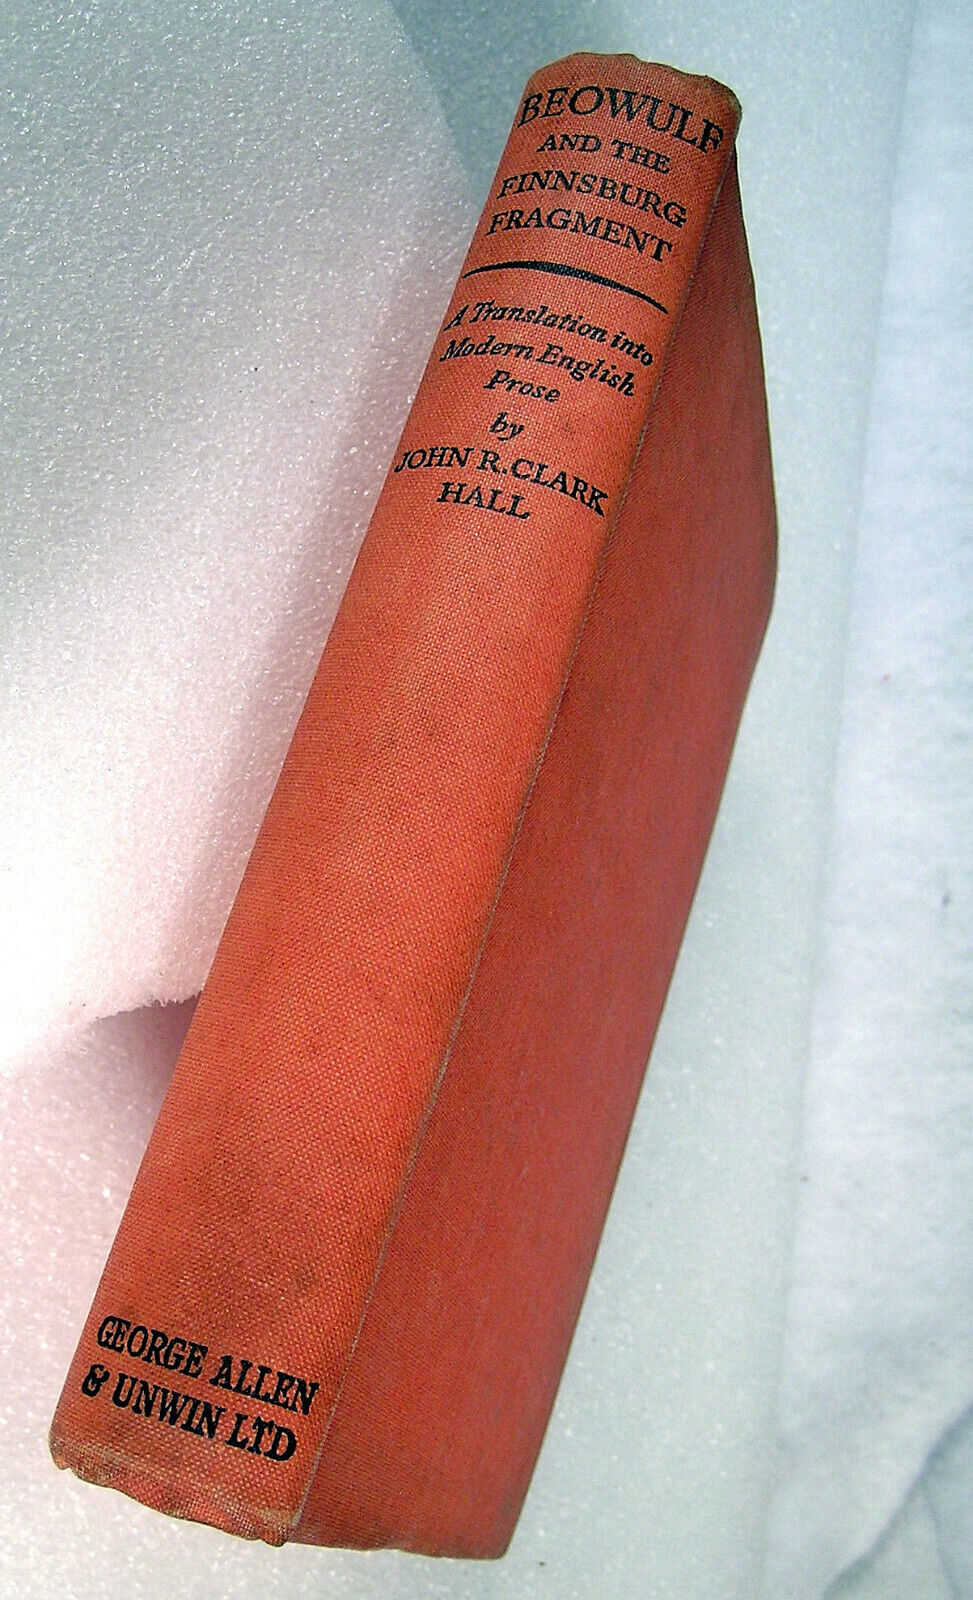 BEOWULF
AND THE
FINNSBURG
FRAGMENT
A Translation into
Modern English
Prose
by
JOHN R. CLARK
HALL
GEORGE ALLEN
& UNWIN LTD